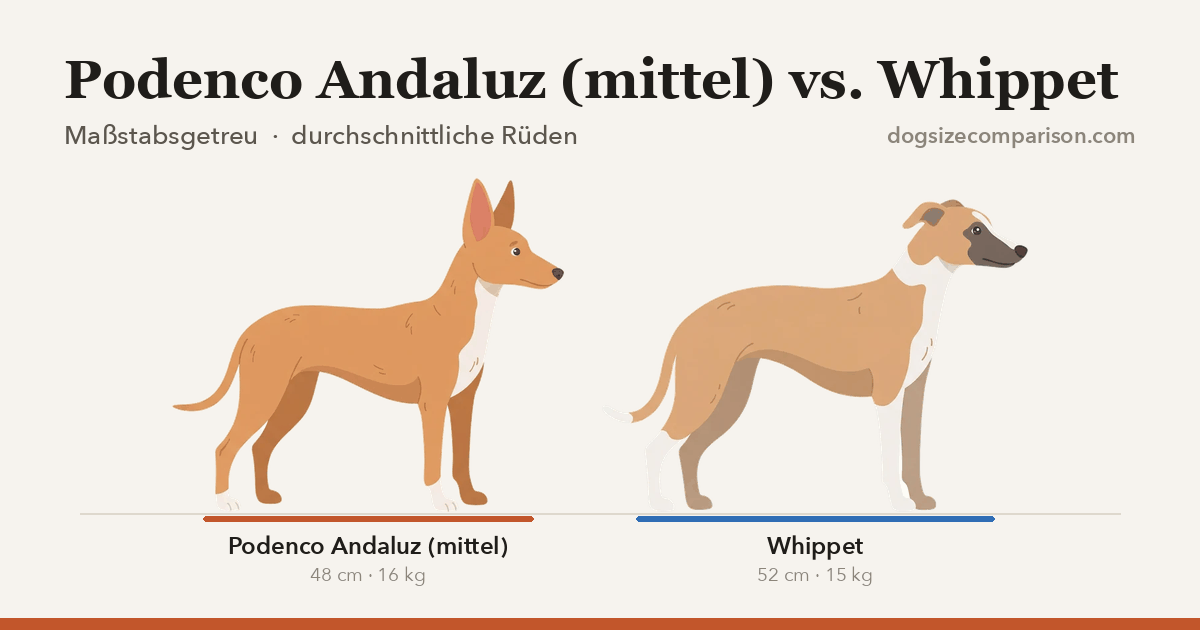 Podenco Andaluz (mittel) vs. Whippet
Maßstabsgetreu · durchschnittliche Rüden
dogsizecomparison.com
Podenco Andaluz (mittel)
48 cm · 16 kg
Whippet
52 cm · 15 kg